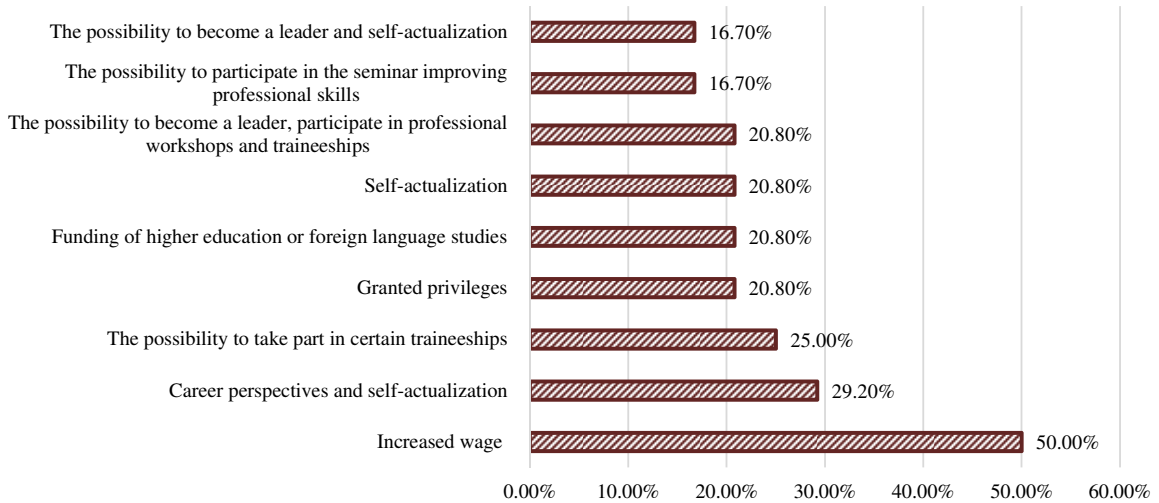 The possibility to become a leader and self-actualization
16.70%
The possibility to participate in the seminar improving
professional skills
16.70%
The possibility to become a leader, participate in professional
workshops and traineeships
20.80%
Self-actualization
20.80%
Funding of higher education or foreign language studies
20.80%
Granted privileges
20.80%
The possibility to take part in certain traineeships
25.00%
Career perspectives and self-actualization
29.20%
Increased wage
50.00%
0.00% 10.00% 20.00% 30.00% 40.00% 50.00% 60.00%